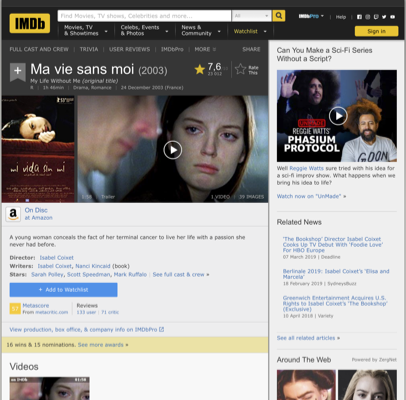 IMDb
Find Movies, TV shows, Celebrities and more...
All
IMDbPro
Help
Movies, TV
& Showtimes
Celebs, Events
& Photos
News &
Community
Watchlist
Sign in
FULL CAST AND CREW
TRIVIA
USER REVIEWS
IMDbPro
MORE
SHARE
Ma vie sans moi (2003)
My Life Without Me (original title)
R | 1h 46min | Drama, Romance | 24 December 2003 (France)
7,6
Rate
This
mi vida sin mi
Trailer
1 VIDEO
39 IMAGES
On Disc
at Amazon
A young woman conceals the fact of her terminal cancer to live her life with a passion she
never had before.
Director: Isabel Coixet
Writers: Isabel Coixet, Nanci Kincaid (book)
Stars: Sarah Polley, Scott Speedman, Mark Ruffalo | See full cast & crew »
+ Add to Watchlist
Metascore
From metacritic.com
Reviews
133 user | 71 critic
View production, box office, & company info on IMDbPro
16 wins & 15 nominations. See more awards »
Videos
Can You Make a Sci-Fi Series
Without a Script?
REGGIE WATTS'
PHASIUM
PROTOCOL
Well Reggie Watts sure tried with his idea for
a sci-fi improv show. What happens when we
bring his idea to life?
Watch now on "UnMade" »
Related News
'The Bookshop' Director Isabel Coixet
Cooks Up TV Debut With 'Foodie Love'
For HBO Europe
07 March 2019 | Deadline
Berlinale 2019: Isabel Coixet's 'Elisa and
Marcela'
18 February 2019 | SydneysBuzz
Greenwich Entertainment Acquires U.S.
Rights to Isabel Coixet's 'The Bookshop'
(Exclusive)
10 April 2018 | Variety
See all related articles »
Around The Web
Powered by ZergNet